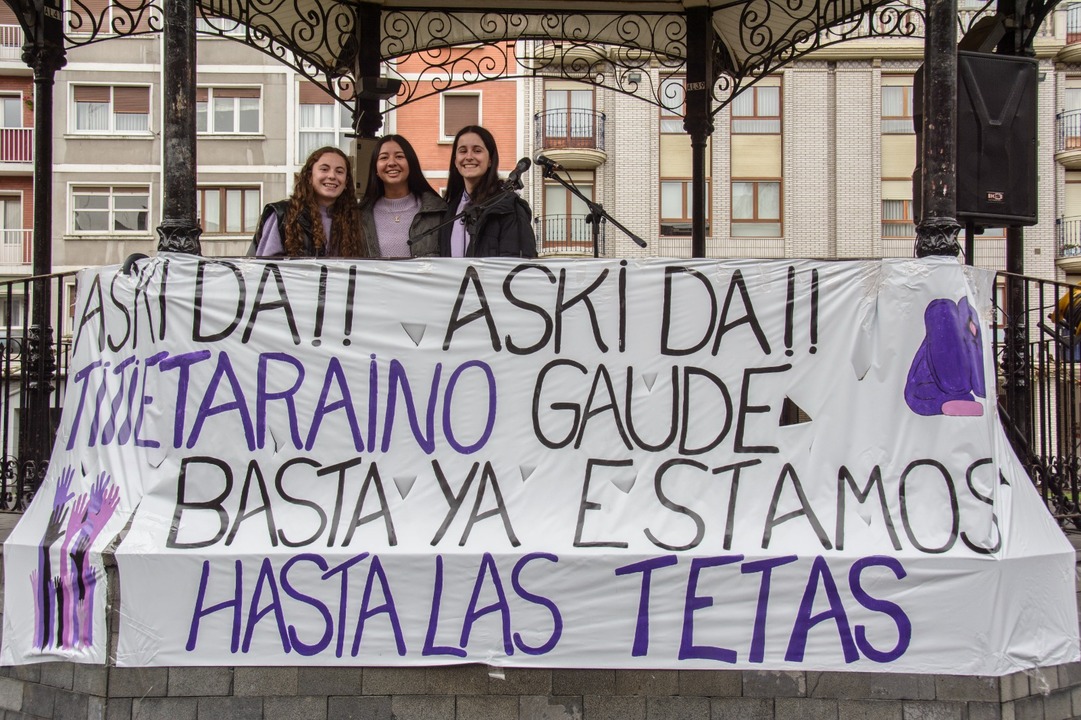 ASKI DA!! ASKI DA!!
TITIETARAINO GAUDE
BASTA YA ESTAMOS
HASTA LAS TETAS